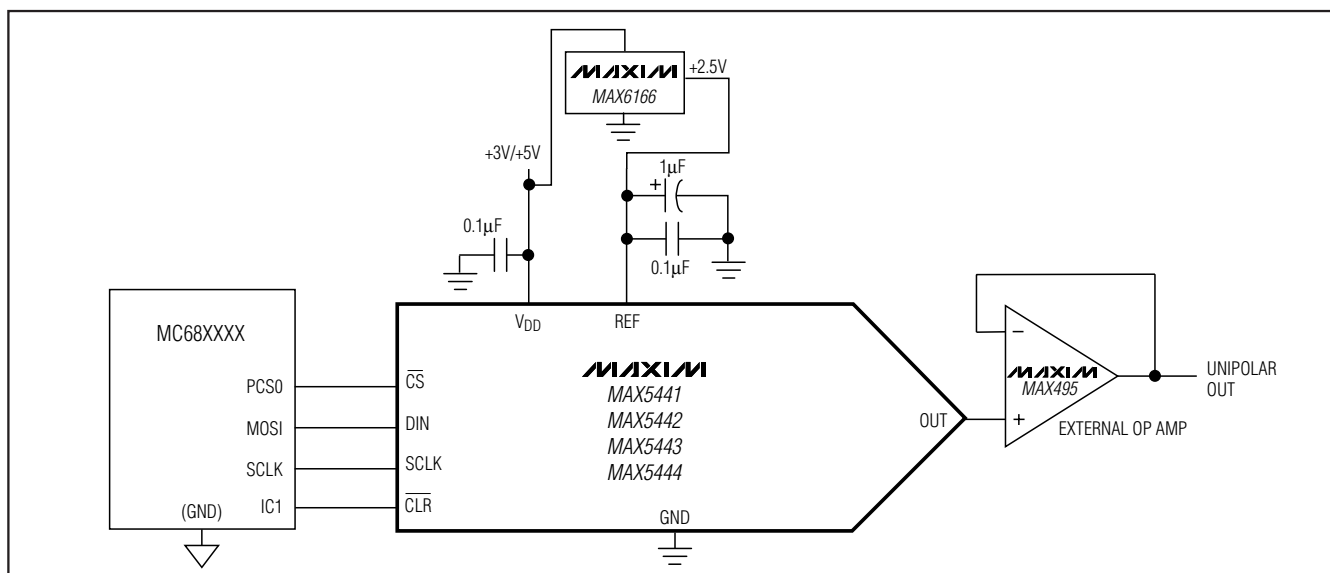 MAXIM
MAX6166
+2.5V
+3V/+5V
1µF
+
0.1µF
0.1µF
MC68XXXX
PCS0
MOSI
SCLK
IC1
(GND)
VDD
REF
CS
DIN
SCLK
CLR
MAXIM
MAX5441
MAX5442
MAX5443
MAX5444
OUT
GND
−
+
MAXIM
MAX495
EXTERNAL OP AMP
UNIPOLAR
OUT